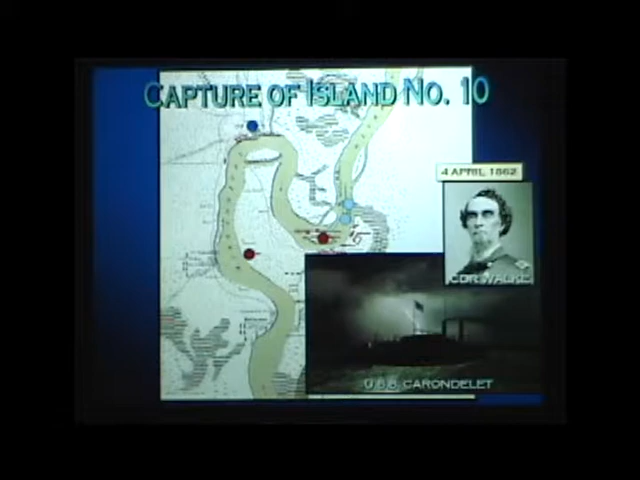 CAPTURE OF ISLAND NO. 10
4 APRIL 1862
CDR WALKE
U.S.S. CARONDELET